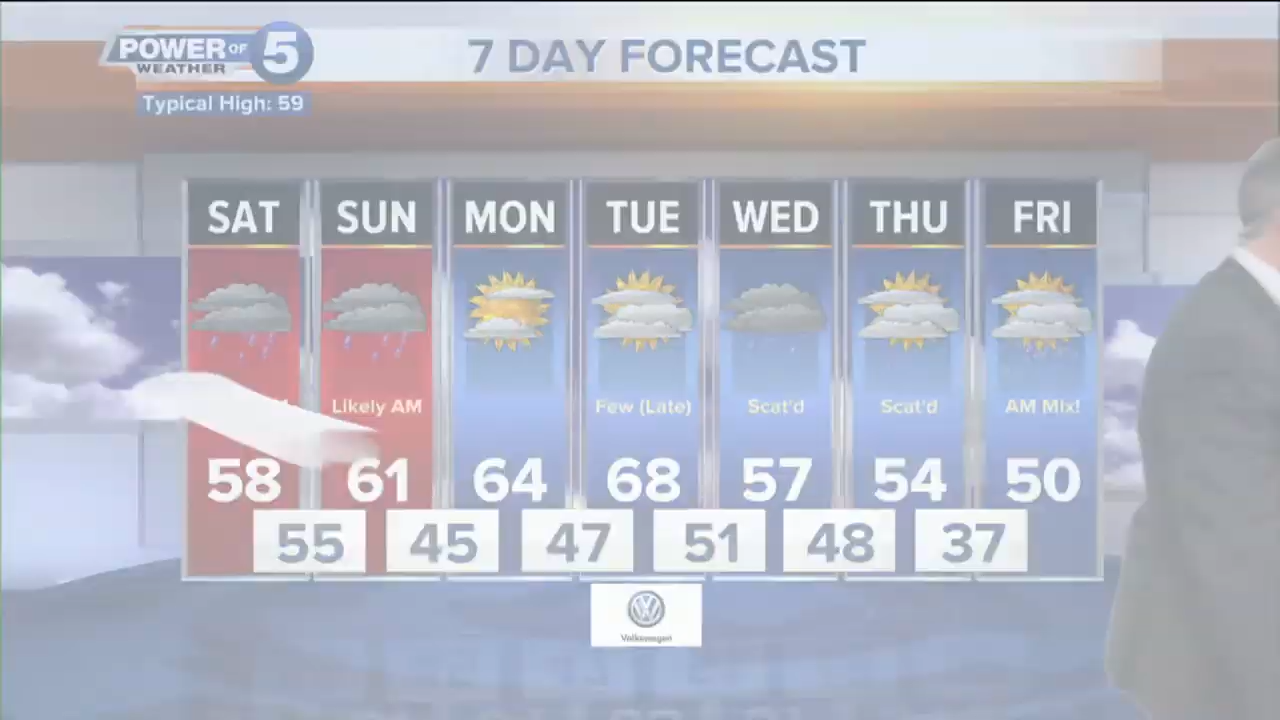 POWER OF 5
WEATHER
7 DAY FORECAST
Typical High: 59
SAT SUN MON TUE WED THU FRI
Likely AM Few (Late) Scat'd Scat'd AM Mix!
58 61 64 68 57 54 50
55 45 47 51 48 37
Volkswagen